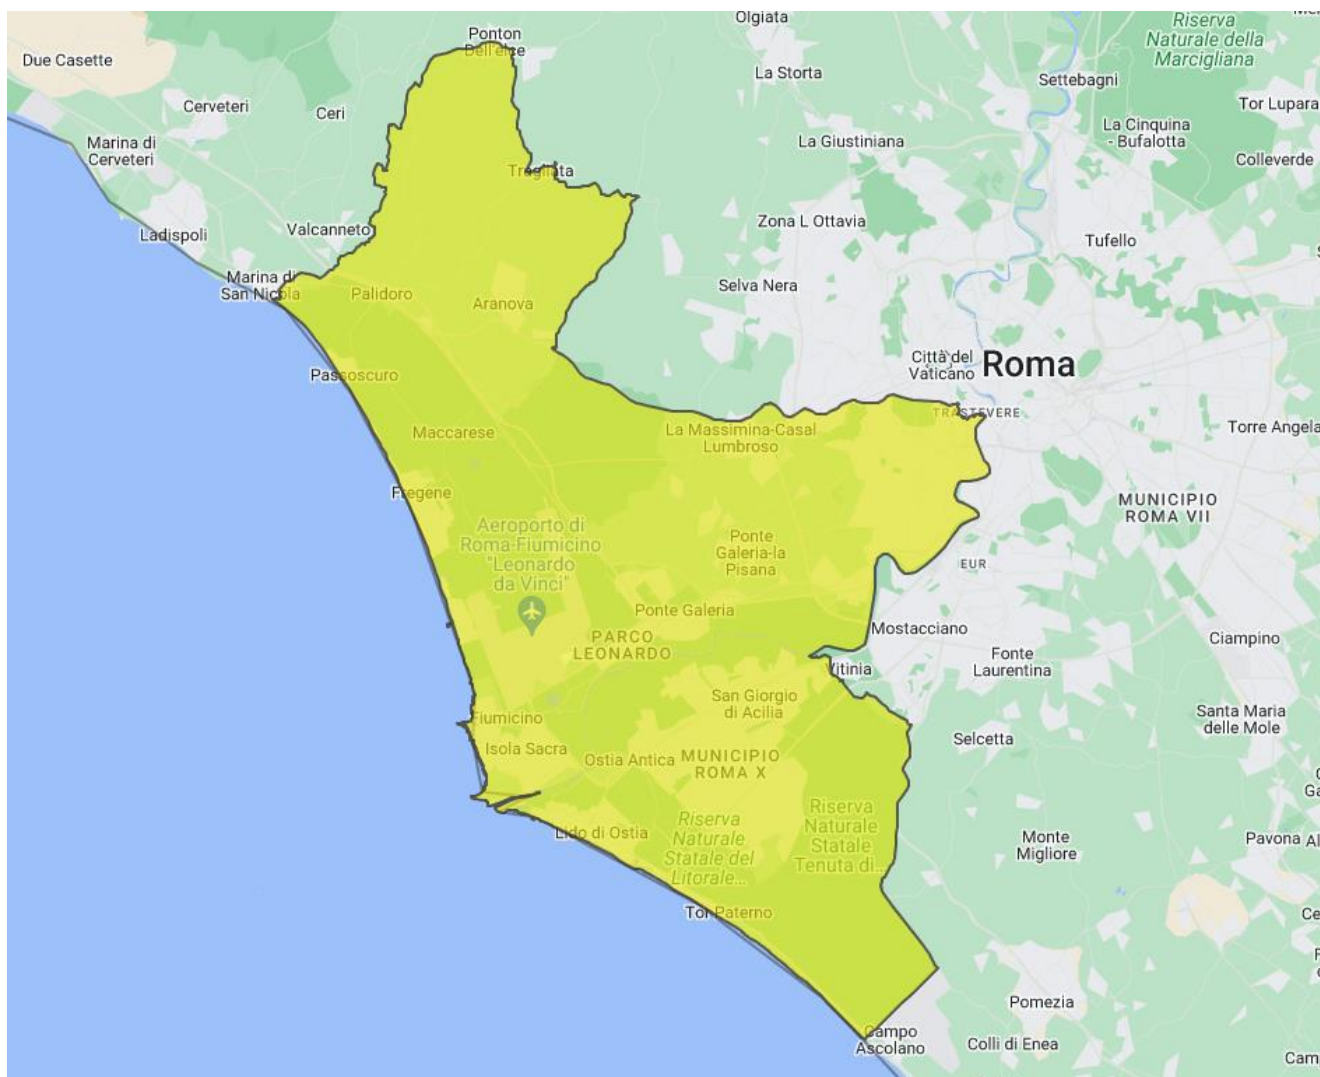 Olgiata
Riserva
Naturale della
Marcigliana
Ponton
Dell'elce
Due Casette
La Storta
Settebagni
Cerveteri
Ceri
Tor Lupara
La Cinquina
- Bufalotta
Marina di
Cerveteri
La Giustiniana
Colleverde
Tragliata
Ladispoli
Valcanneto
Zona L Ottavia
Tufello
Marina di
San Nicola
Palidoro
Aranova
Selva Nera
Città del
Vaticano
Roma
Passoscuro
TRASTEVERE
Maccarese
La Massimina-Casal
Lumbroso
Torre Angela
Fregene
MUNICIPIO
ROMA VII
Aeroporto di
Roma-Fiumicino
"Leonardo
da Vinci"
Ponte
Galeria-la
Pisana
EUR
Ponte Galeria
PARCO
LEONARDO
Mostacciano
Ciampino
Fonte
Laurentina
Vitinia
San Giorgio
di Acilia
Fiumicino
Isola Sacra
Santa Maria
delle Mole
Selcetta
Ostia Antica
MUNICIPIO
ROMA X
Riserva
Naturale
Statale del
Litorale...
Riserva
Naturale
Statale
Tenuta di...
Lido di Ostia
Monte
Migliore
Pavona
Al
Tor Paterno
Pomezia
Campo
Ascolano
Colli di Enea
Cam